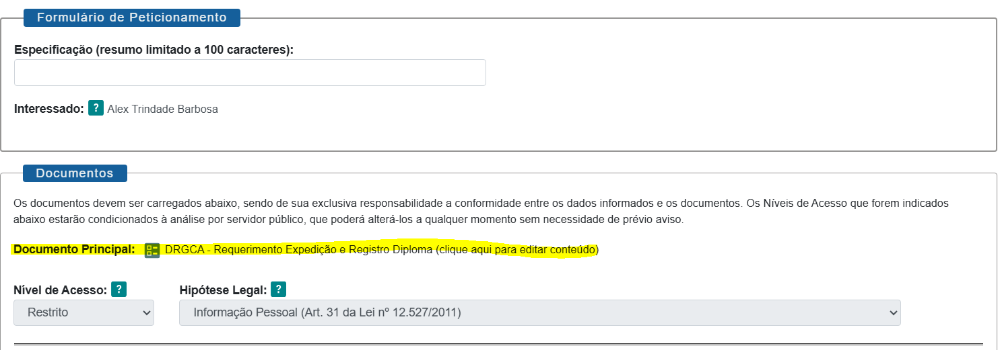 Formulário de Peticionamento
Especificação (resumo limitado a 100 caracteres):
Interessado: ? Alex Trindade Barbosa
Documentos
Os documentos devem ser carregados abaixo, sendo de sua exclusiva responsabilidade a conformidade entre os dados informados e os documentos. Os Níveis de Acesso que forem indicados
abaixo estarão condicionados à análise por servidor público, que poderá alterá-los a qualquer momento sem necessidade de prévio aviso.
Documento Principal: DRGCA - Requerimento Expedição e Registro Diploma (clique aqui para editar conteúdo)
Nível de Acesso: ? Hipótese Legal: ?
Restrito Informação Pessoal (Art. 31 da Lei nº 12.527/2011)